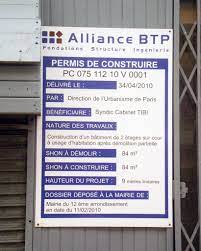 Alliance BTP
Fondations Structure Ingenierie
PERMIS DE CONSTRUIRE
PC 075 112 10 V 0001
DELIVRÉ LE : 34/04/2010
PAR : Direction de l'Urbanisme de Paris
BÉNÉFICIAIRE : Syndic Cabinet TIBI
NATURE DES TRAVAUX :
Construction d'un bâtiment de 2 étages sur cour
à usage d'habitation après démolition partielle
SHON À DÉMOLIR : 84 m²
SHON À CONSTRUIRE : 84 m²
HAUTEUR DU PROJET : 9 mètres linéaires
DOSSIER DÉPOSÉ À LA MAIRIE DE :
Mairie du 12 ème arrondissement
en date du 11/02/2010